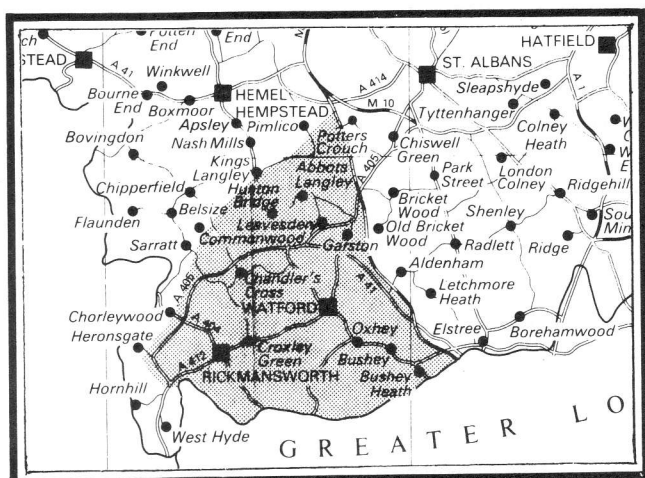 Potten
End
End
HATFIELD
STEAD
A 41
Winkwell
A 414
ST. ALBANS
Sleapshyde
Bourne
End
HEMEL
HEMPSTEAD
M 10
Boxmoor
Tyttenhanger
Apsley
Pimlico
Colney
Heath
Potters
Crouch
Bovingdon
Nash Mills
Chiswell
Green
Kings
Langley
Abbots
Langley
A 405
Park
Street
London
Colney
Chipperfield
Hunton
Bridge
Ridgehill
Bricket
Wood
Flaunden
Belsize
Leavesden
Shenley
Commonwood
Old Bricket
Wood
Sarratt
Garston
Radlett
Ridge
Aldenham
A 405
Chandler's
Cross
A 41
Letchmore
Heath
Chorleywood
WATFORD
A 404
Oxhey
Elstree
Borehamwood
Heronsgate
Croxley
Green
Bushey
A 412
RICKMANSWORTH
Bushey
Heath
Hornhill
West Hyde
GREATER LO